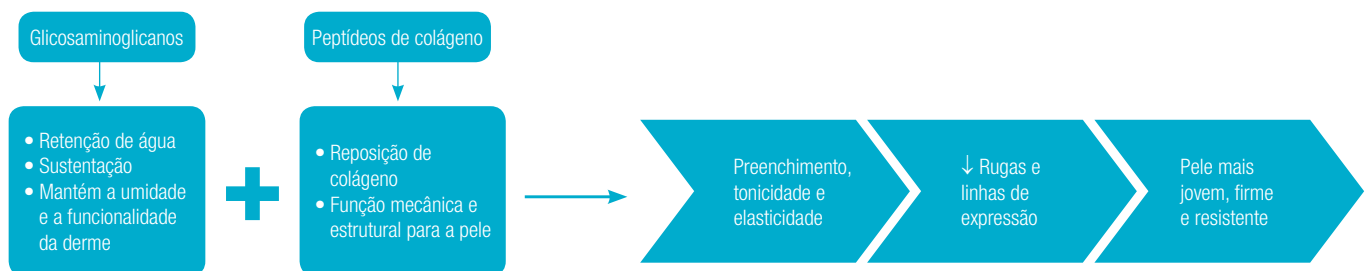 Glicosaminoglicanos
• Retenção de água
• Sustentação
• Mantém a umidade
e a funcionalidade
da derme
Peptídeos de colágeno
• Reposição de
colágeno
• Função mecânica e
estrutural para a pele
Preenchimento,
tonicidade e
elasticidade
↓ Rugas e
linhas de
expressão
Pele mais
jovem, firme
e resistente